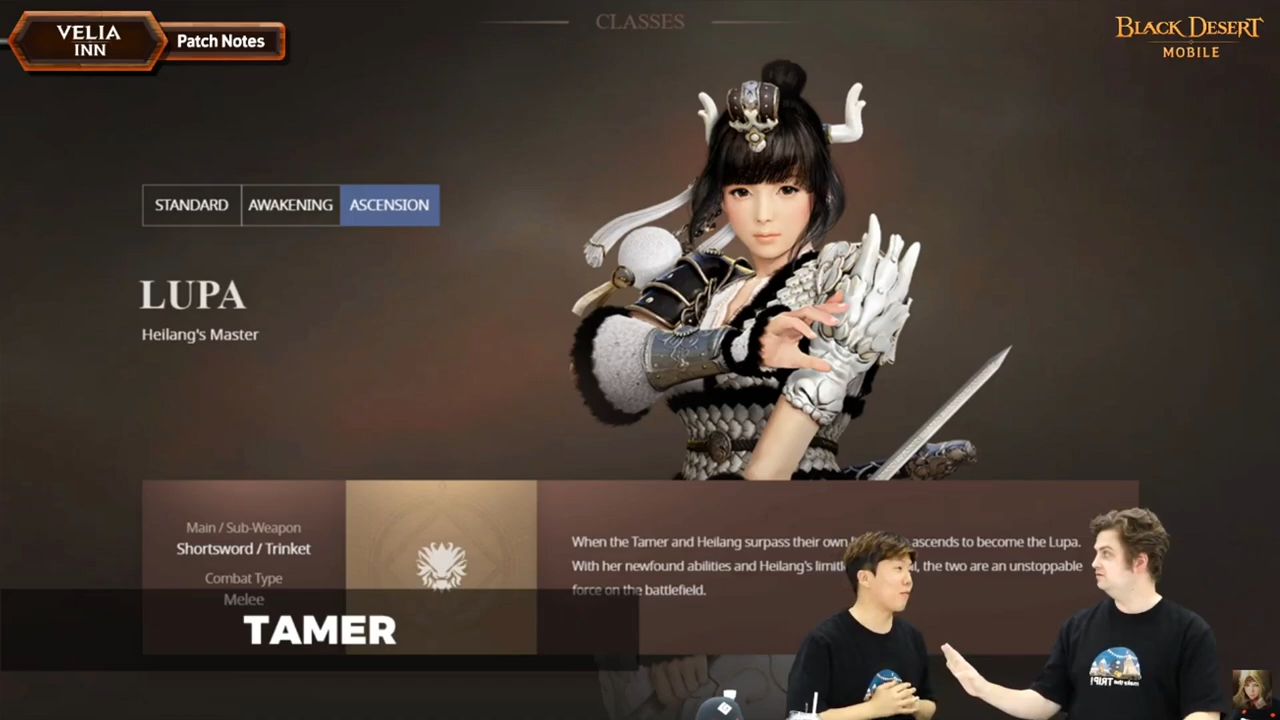 CLASSES
VELIA
INN
Patch Notes
BLACK DESERT
MOBILE
STANDARD
AWAKENING
ASCENSION
LUPA
Heilang's Master
Main / Sub-Weapon
Shortsword / Trinket
Combat Type
Melee
When the Tamer and Heilang surpass their own ascends to become the Lupa.
With her newfound abilities and Heilang's the two are an unstoppable
force on the battlefield.
TAMER
TRIP!